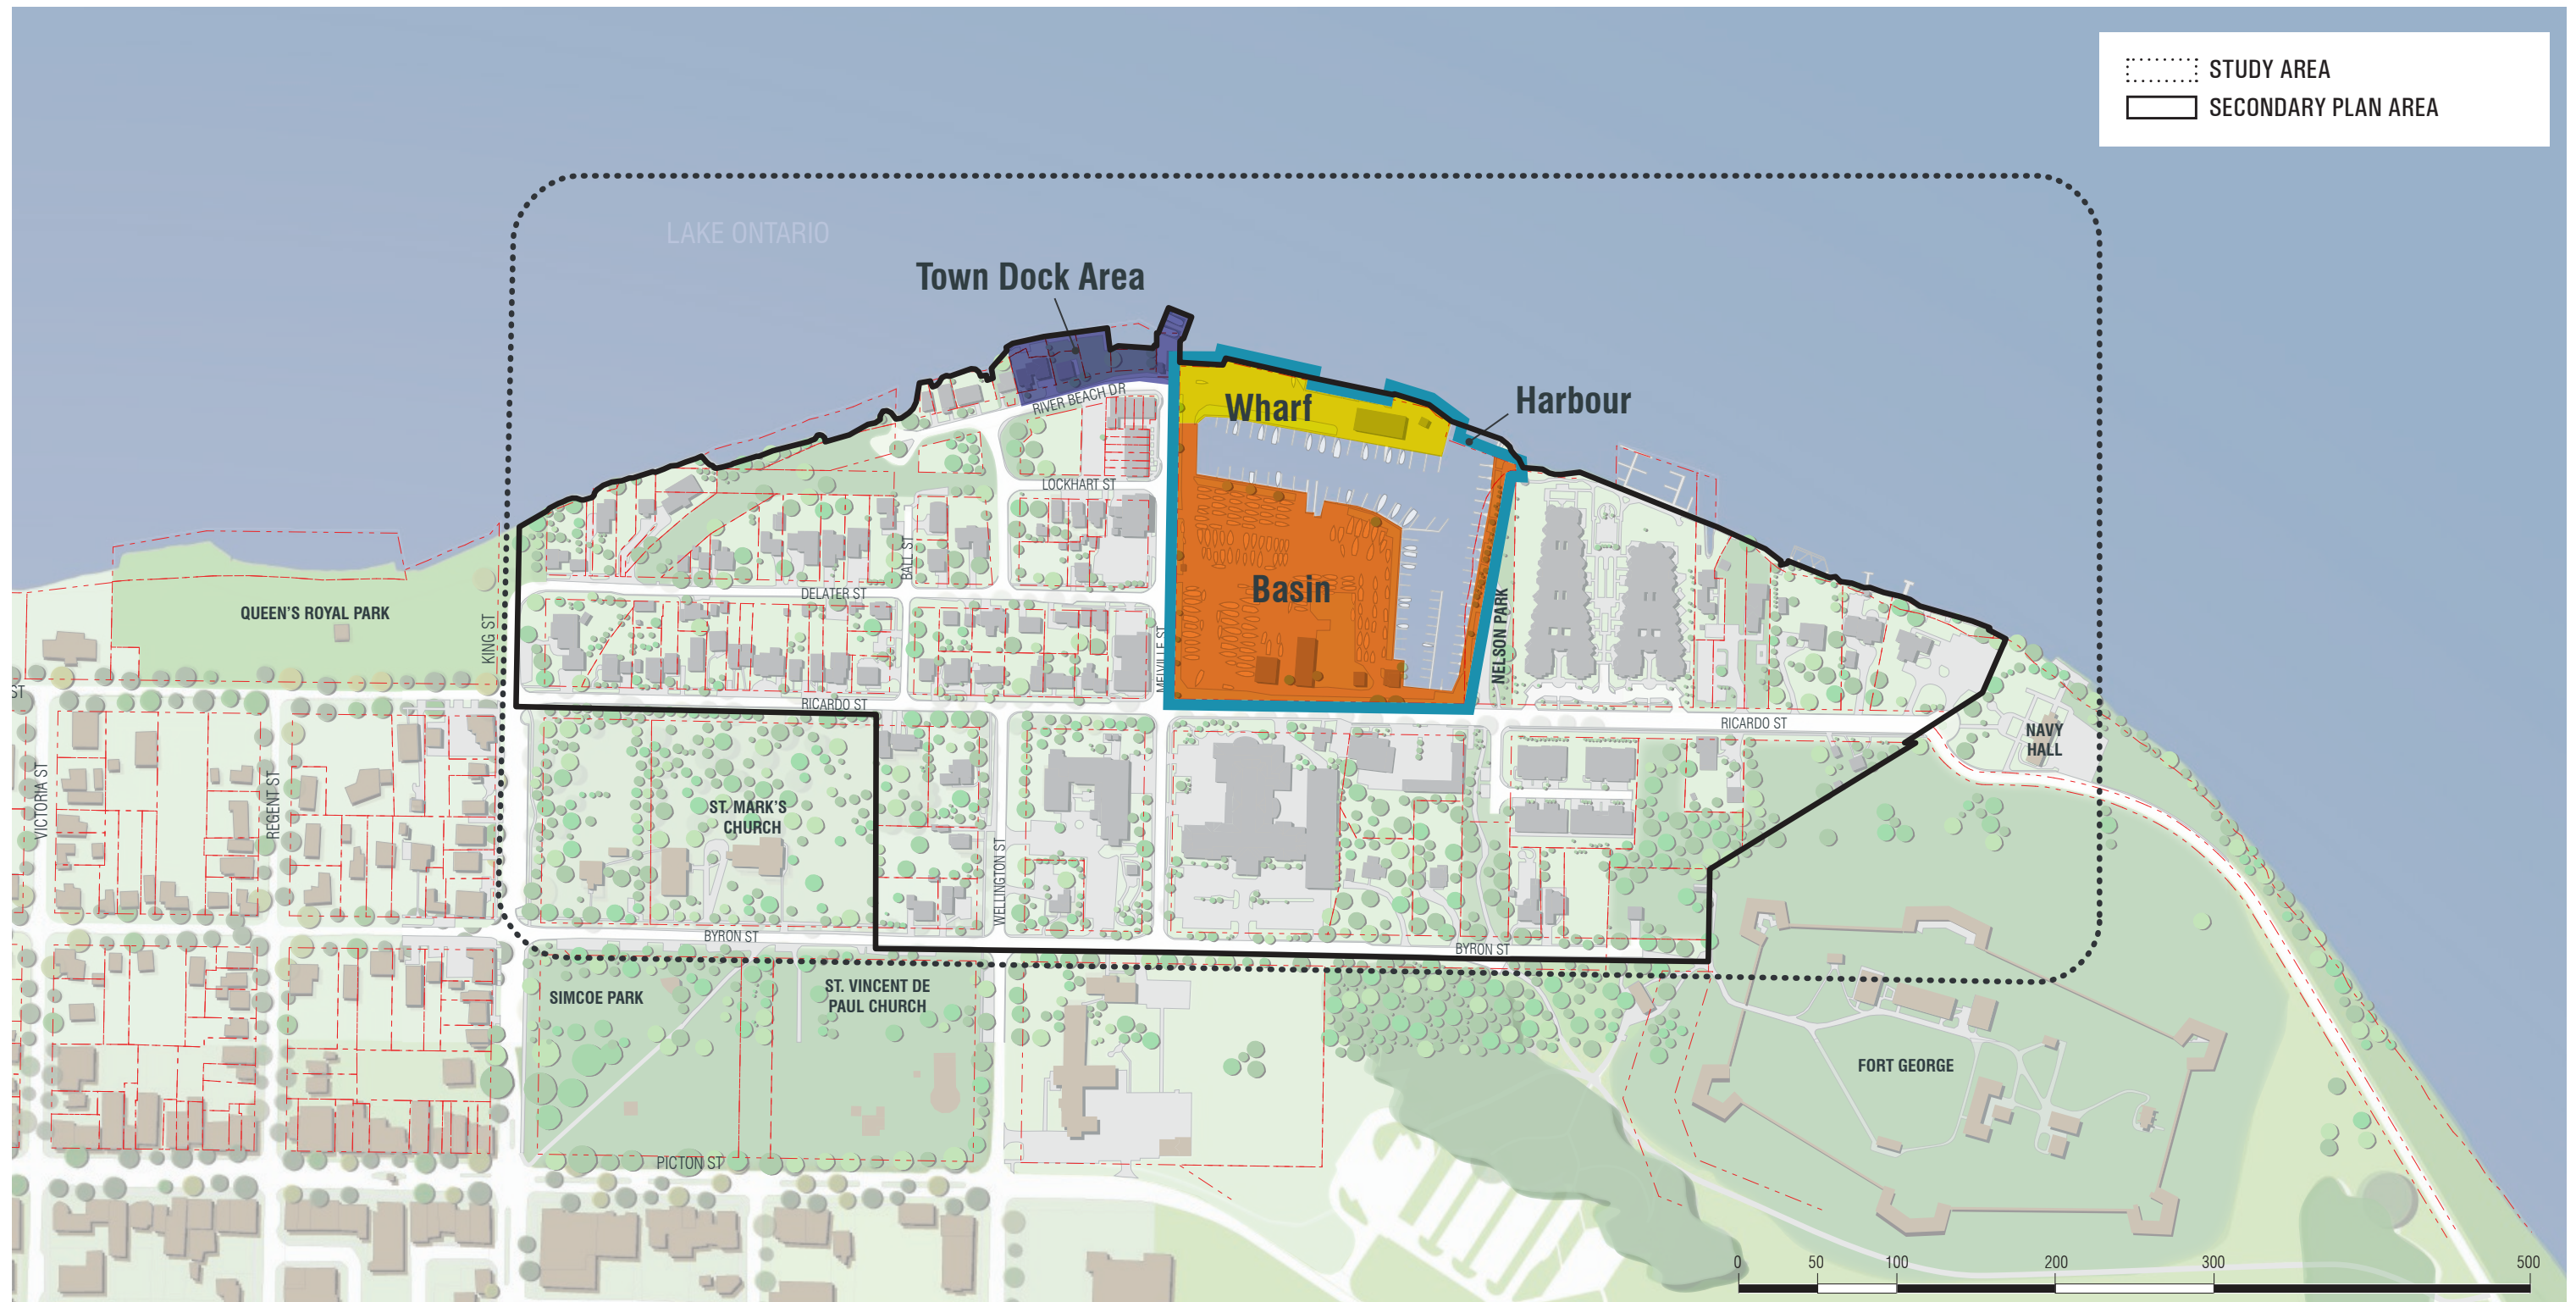 STUDY AREA
SECONDARY PLAN AREA
LAKE ONTARIO
Town Dock Area
Harbour
Wharf
RIVER BEACH DR
LOCKHART ST
BALL ST
Basin
DELATER ST
QUEEN'S ROYAL PARK
KING ST
MELVILLE ST
NELSON PARK
ST
RICARDO ST
RICARDO ST
NAVY
HALL
VICTORIA ST
REGENT ST
ST. MARK'S
CHURCH
WELLINGTON ST
BYRON ST
BYRON ST
SIMCOE PARK
ST. VINCENT DE
PAUL CHURCH
FORT GEORGE
PICTON ST
0 50 100 200 300 500